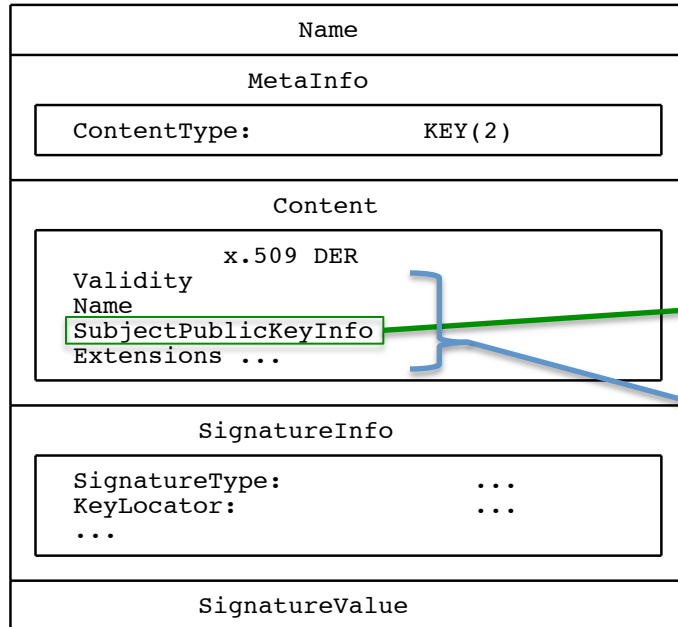 Name
MetaInfo
ContentType: KEY(2)
Content
x.509 DER
Validity
Name
SubjectPublicKeyInfo
Extensions ...
SignatureInfo
SignatureType: ...
KeyLocator: ...
...
SignatureValue